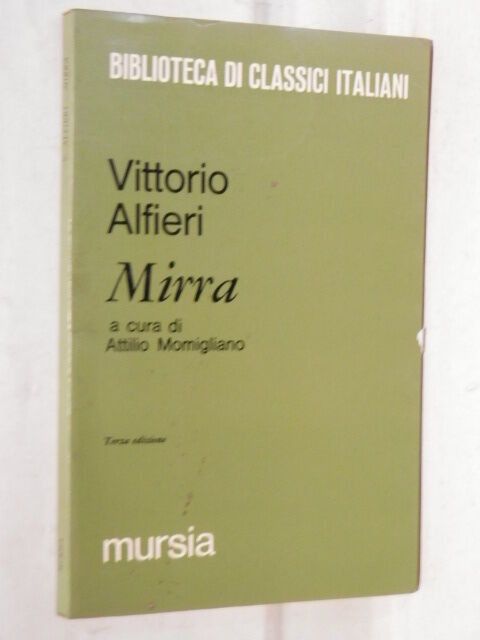 BIBLIOTECA DI CLASSICI ITALIANI
Vittorio
Alfieri
Mirra
a cura di
Attilio Momigliano
Terza edizione
mursia